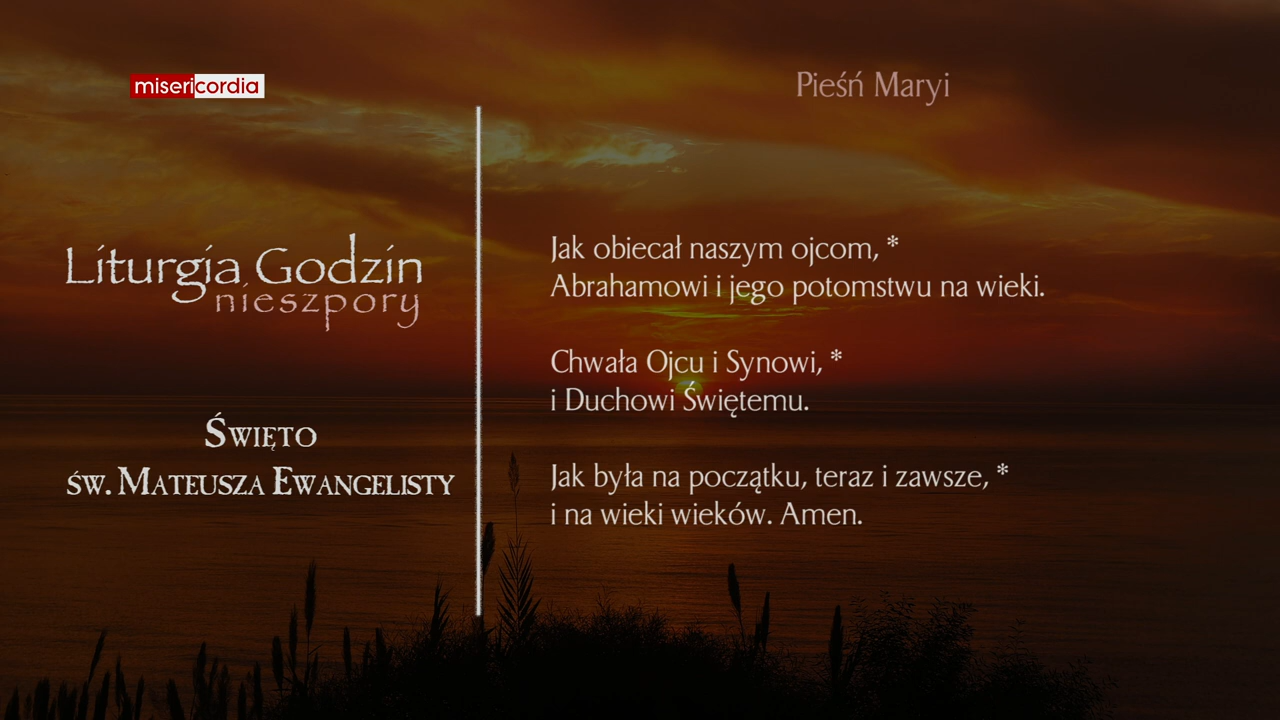 misericordia
Liturgia Godzin
nieszpory
Święto
św. Mateusza Ewangelisty
Pieśń Maryi
Jak obiecał naszym ojcom, *
Abrahamowi i jego potomstwu na wieki.
Chwała Ojcu i Synowi, *
i Duchowi Świętemu.
Jak była na początku, teraz i zawsze, *
i na wieki wieków. Amen.